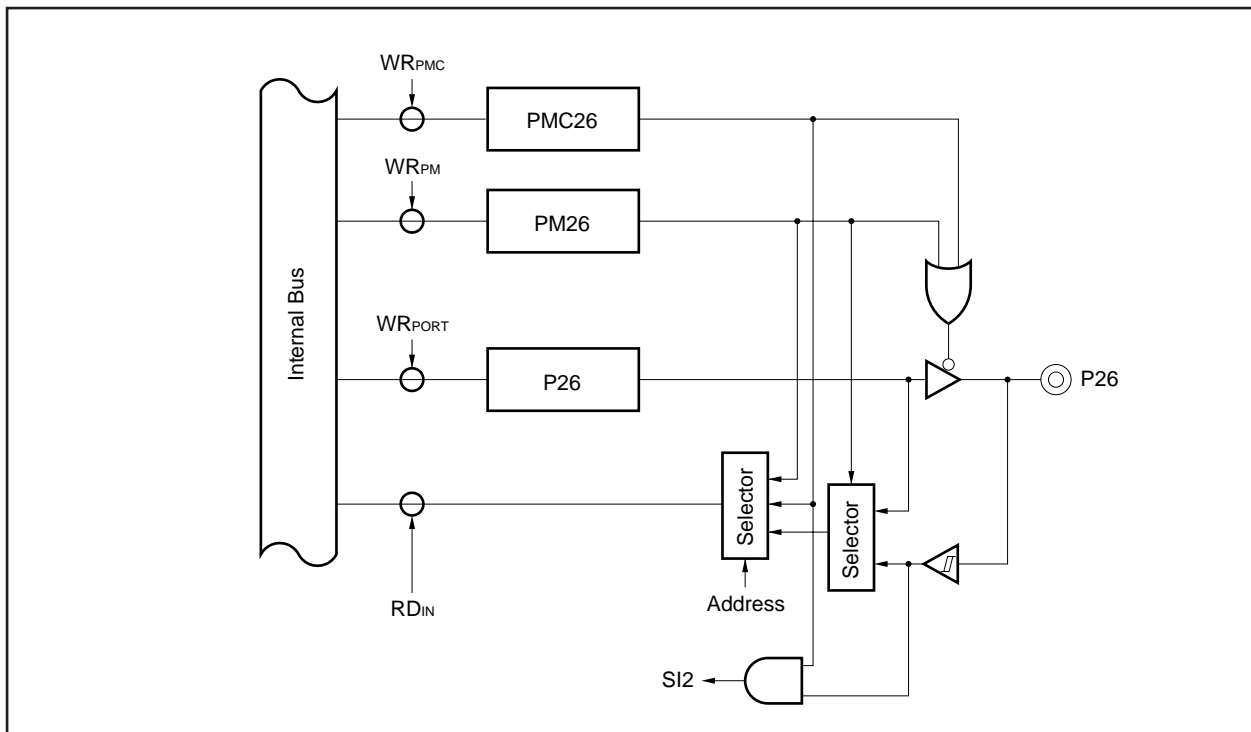 WRPMC
PMC26
WRPM
PM26
Internal Bus
WRPORT
P26
P26
Selector
Selector
Address
RDIN
SI2